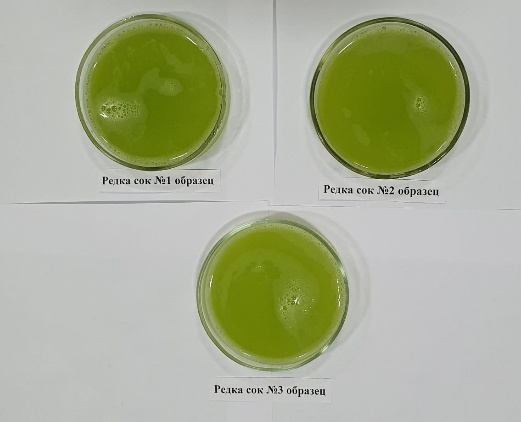 Редка сок №1 образец
Редка сок №2 образец
Редка сок №3 образец